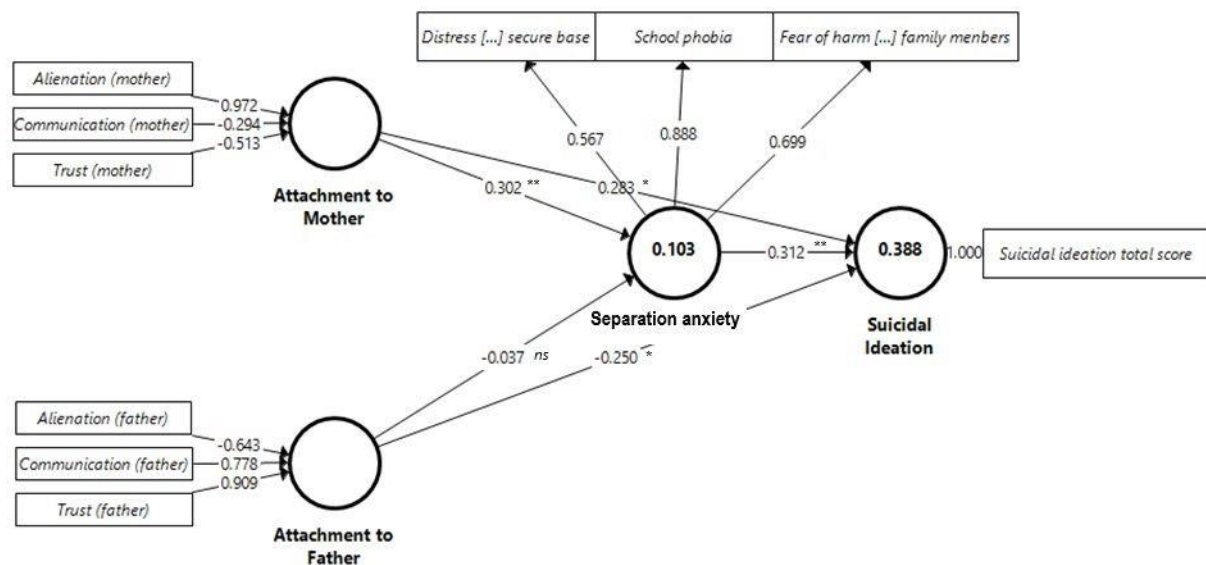 Distress [...] secure base
School phobia
Fear of harm [...] family menbers
Alienation (mother)
0.972
Communication (mother)
-0.294
Trust (mother)
-0.513
Attachment to
Mother
0.567
0.888
0.699
0.302 **
0.283 *
0.103
0.312 **
0.388
1.000
Suicidal ideation total score
Separation anxiety
Suicidal
Ideation
-0.037 ns
-0.250 *
Alienation (father)
-0.643
Communication (father)
0.778
Trust (father)
0.909
Attachment to
Father